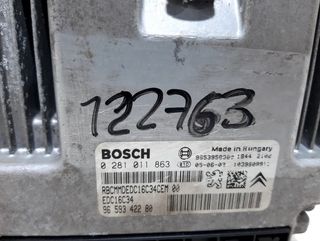 122763
BOSCH
Made in Hungary
0 281 011 863
RBCMMDEDC16C34CEM 00
EDC16C34
96 593 422 80